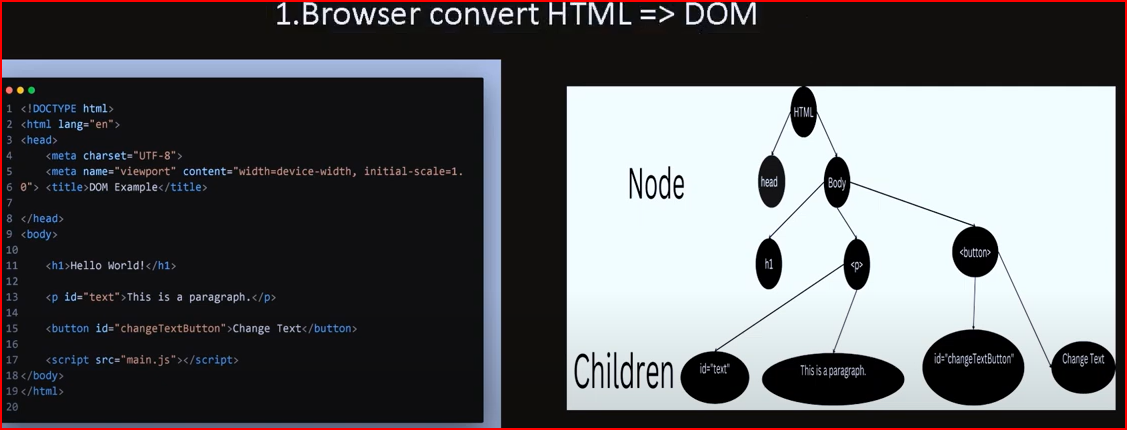 1.Browser convert HTML => DOM
1 <!DOCTYPE html>
2 <html lang="en">
3 <head>
4 <meta charset="UTF-8">
5 <meta name="viewport" content="width=device-width, initial-scale=1.
6 0"> <title>DOM Example</title>
7
8 </head>
9 <body>
10
11 <h1>Hello World!</h1>
12
13 <p id="text">This is a paragraph.</p>
14
15 <button id="changeTextButton">Change Text</button>
16
17 <script src="main.js"></script>
18 </body>
19 </html>
20
HTML
Node
head
Body
h1
<p>
<button>
Children
id="text"
This is a paragraph.
id="changeTextButton"
Change Text